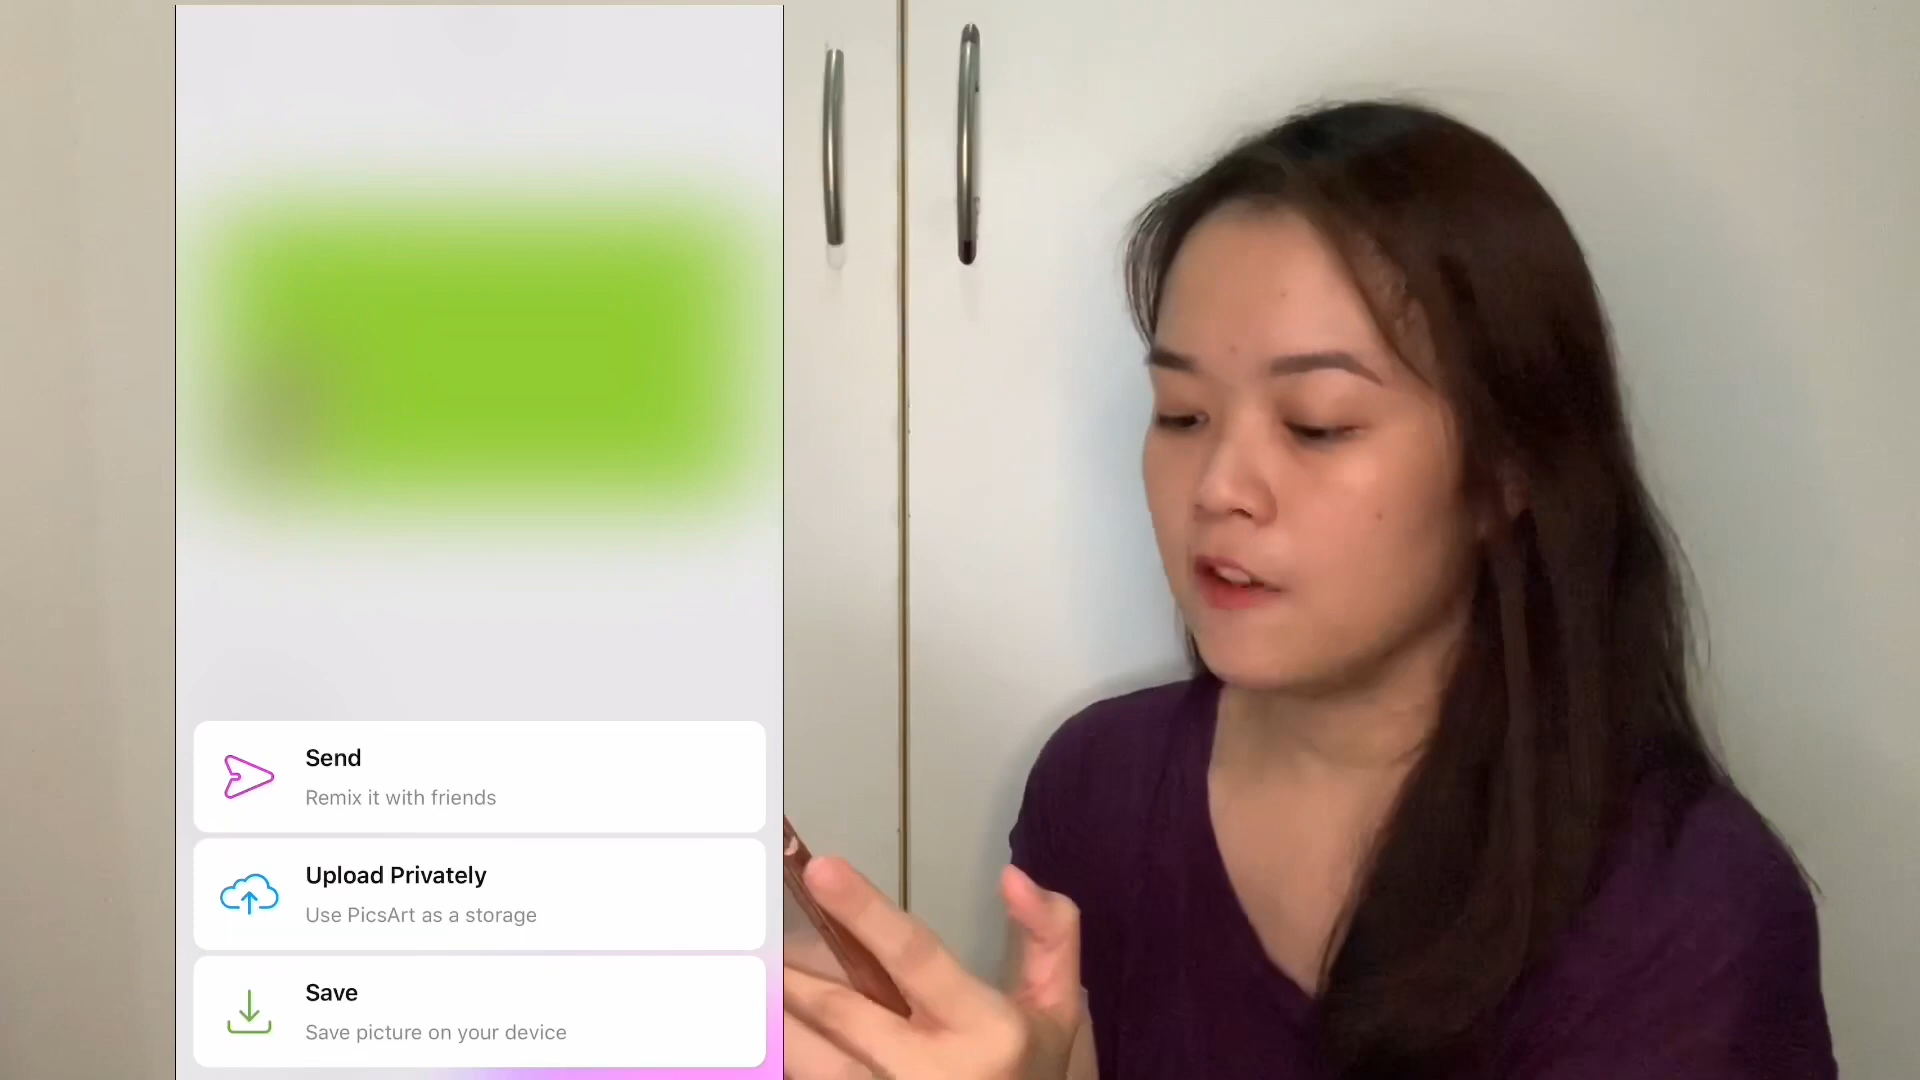 Send
Remix it with friends
Upload Privately
Use PicsArt as a storage
Save
Save picture on your device